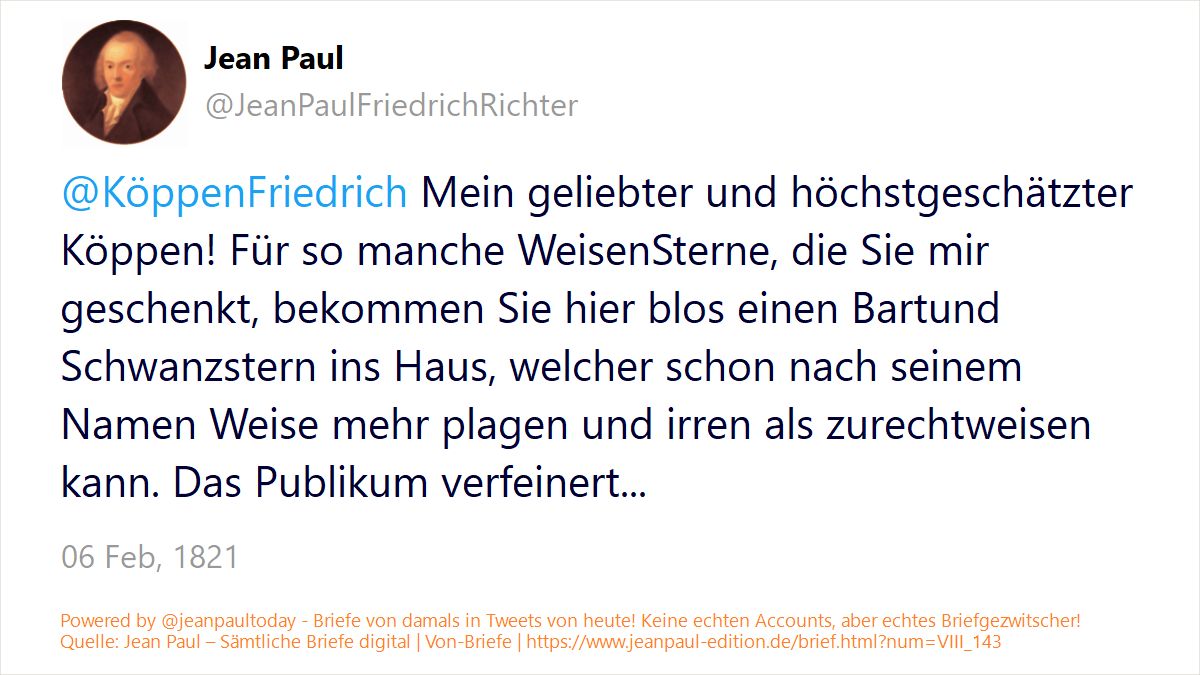 Jean Paul
@JeanPaulFriedrichRichter
@KöppenFriedrich Mein geliebter und höchstgeschätzter
Köppen! Für so manche WeisenSterne, die Sie mir
geschenkt, bekommen Sie hier blos einen Bartund
Schwanzstern ins Haus, welcher schon nach seinem
Namen Weise mehr plagen und irren als zurechtweisen
kann. Das Publikum verfeinert...
06 Feb, 1821
Powered by @jeanpaultoday - Briefe von damals in Tweets von heute! Keine echten Accounts, aber echtes Briefgezwitscher!
Quelle: Jean Paul – Sämtliche Briefe digital | Von-Briefe | https://www.jeanpaul-edition.de/brief.html?num=VIII_143